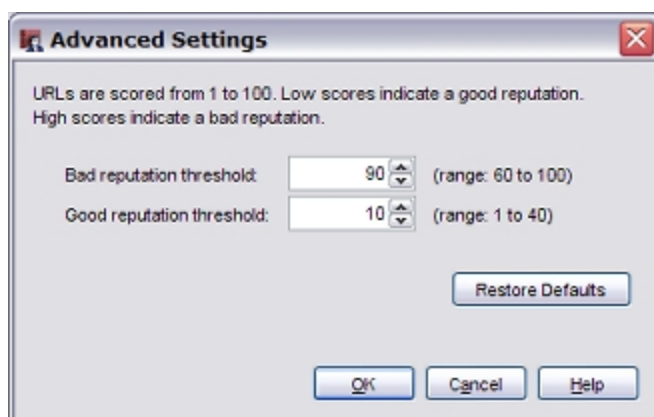 Advanced Settings
URLs are scored from 1 to 100. Low scores indicate a good reputation.
High scores indicate a bad reputation.
Bad reputation threshold: 90 (range: 60 to 100)
Good reputation threshold: 10 (range: 1 to 40)
Restore Defaults
OK Cancel Help